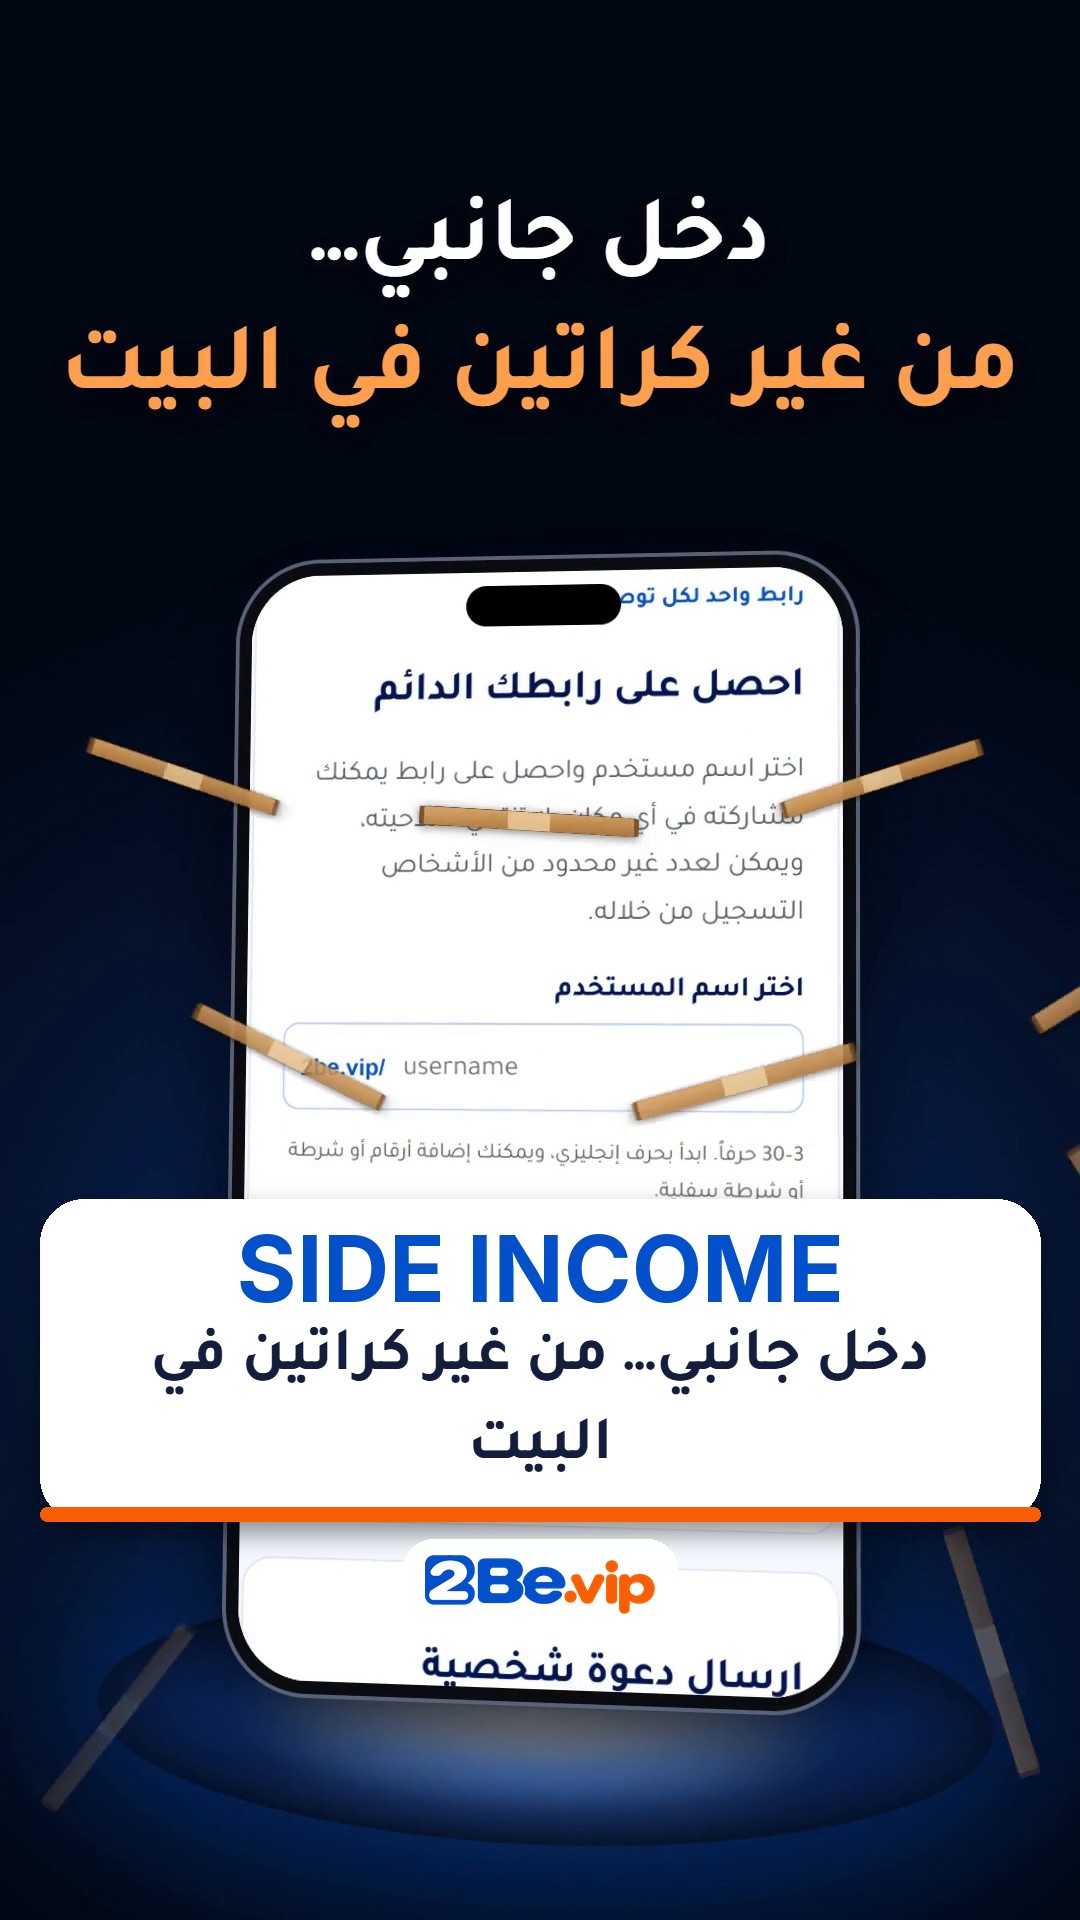 دخل جانبي...
من غير كراتين في البيت
رابط واحد لكل
احصل على رابطك الدائم
اختر اسم مستخدم واحصل على رابط يمكنك
مشاركته في أي
ويمكن لعدد غير محدود من الأشخاص
التسجيل من خلاله.
اختر اسم المستخدم
2be.vip/ username
3-30 حرفاً. ابدأ بحرف إنجليزي، ويمكنك إضافة أرقام أو شرطة
أو شرطة سفلية.
SIDE INCOME
دخل جانبي... من غير كراتين في
البيت
2Be.vip
ارسال دعوة شخصية